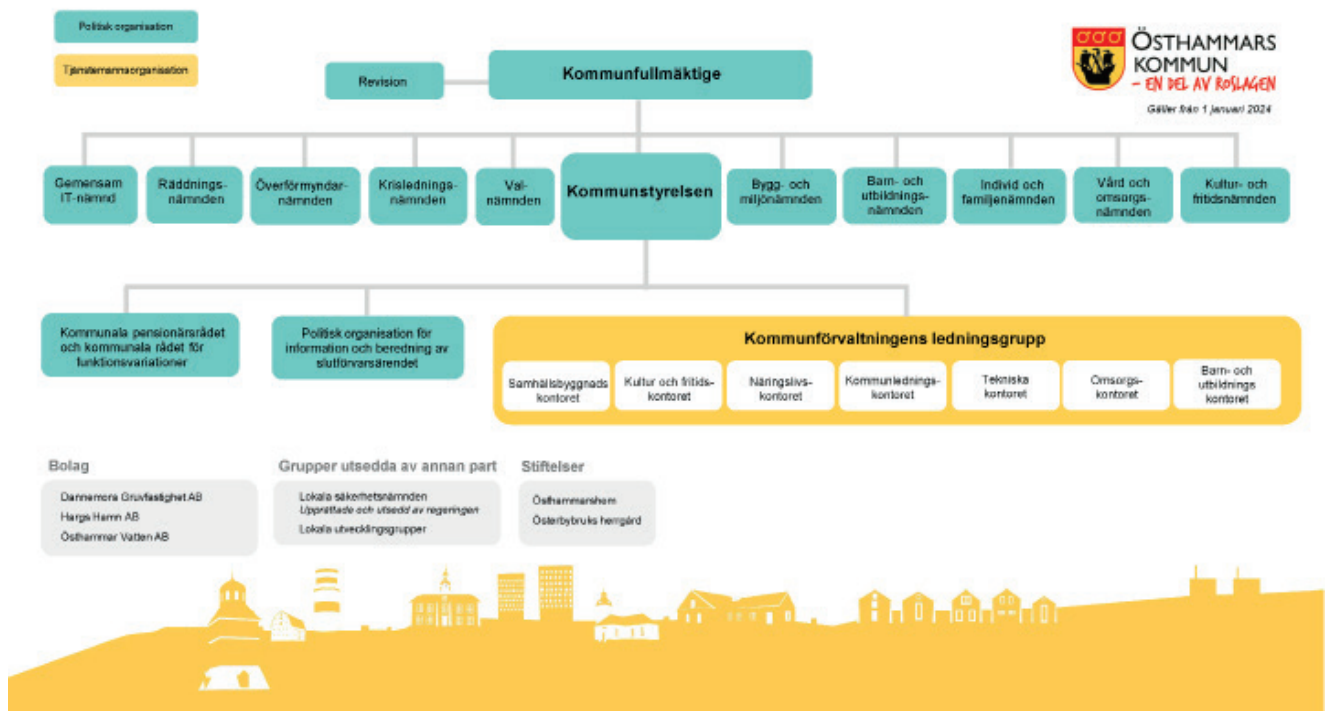 Politisk organisation
Tjänstemannaorganisation
Revision
Kommunfullmäktige
ÖSTHAMMARS
KOMMUN
– EN DEL AV ROSLAGEN
Gäller från 1 januari 2024
Gemensam
IT-nämnd
Räddnings-
nämnden
Överförmyndar-
nämnden
Krislednings-
nämnden
Val-
nämnden
Kommunstyrelsen
Bygg- och
miljönämnden
Barn- och
utbildnings-
nämnden
Individ och
familjenämnden
Vård och
omsorgs-
nämnden
Kultur- och
fritidsnämnden
Kommunala pensionärsrådet
och kommunala rådet för
funktionsvariationer
Politisk organisation för
information och beredning av
slutförvarsärendet
Kommunförvaltningens ledningsgrupp
Samhällsbyggnads
kontoret
Kultur och fritids-
kontoret
Näringslivs-
kontoret
Kommunlednings-
kontoret
Tekniska
kontoret
Omsorgs-
kontoret
Barn- och
utbildnings
kontoret
Bolag
Dannemora Gruvfastighet AB
Hargs Hamn AB
Östhammar Vatten AB
Grupper utsedda av annan part
Lokala säkerhetsnämnden
Upprättade och utsedd av regeringen
Lokala utvecklingsgrupper
Stiftelser
Östhammarshem
Österbybruks herrgård